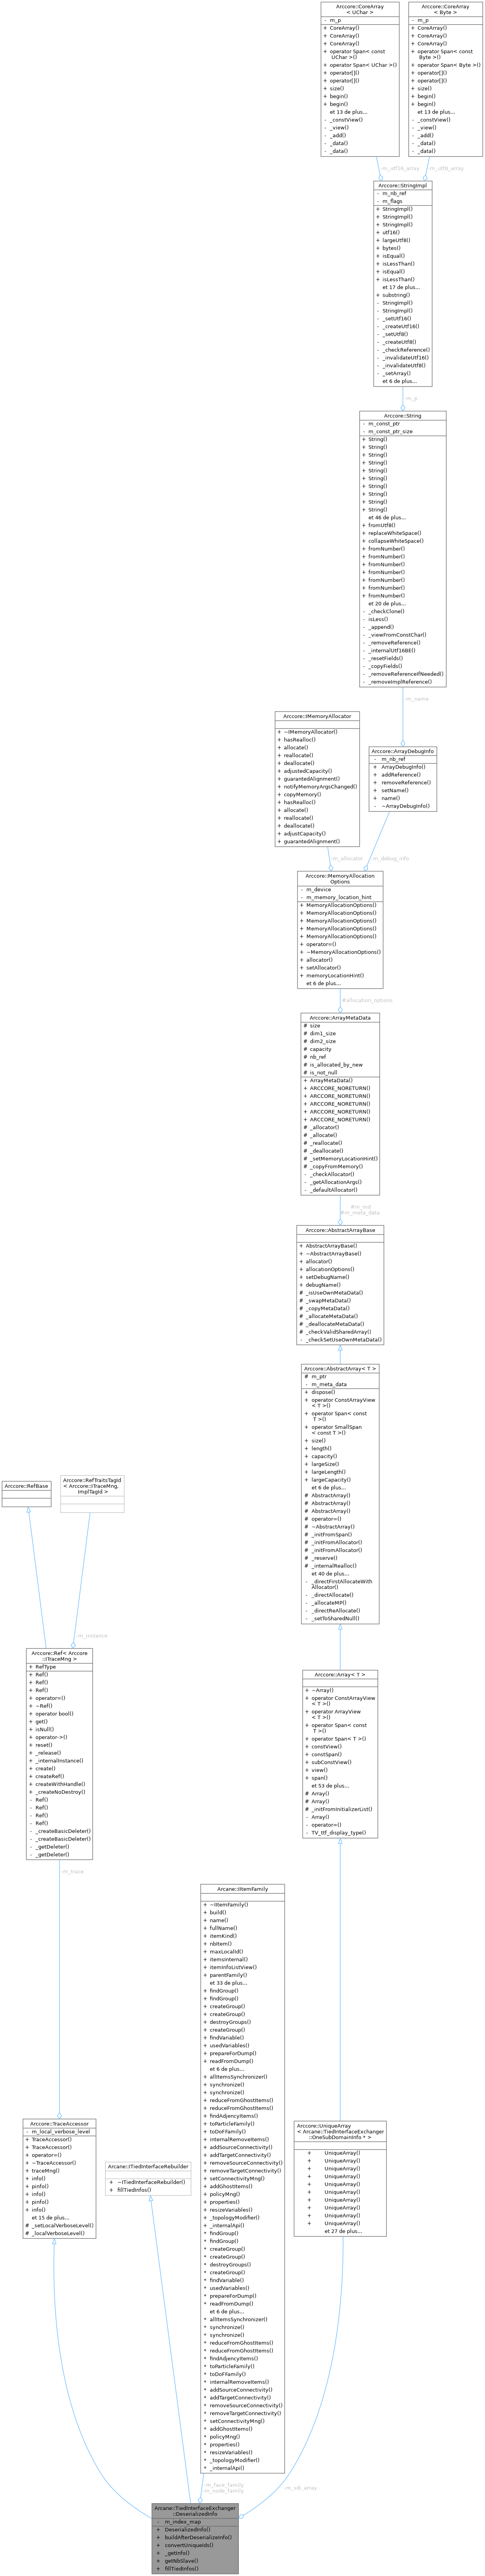 Arccore::CoreArray
< UChar >
- m_p
+ CoreArray()
+ CoreArray()
+ CoreArray()
+ operator Span< const
UChar >()
+ operator Span< UChar >()
+ operator[]()
+ operator[]()
+ size()
+ begin()
+ begin()
et 13 de plus...
- _constView()
- _view()
- _add()
- _data()
- _data()
Arccore::CoreArray
< Byte >
- m_p
+ CoreArray()
+ CoreArray()
+ CoreArray()
+ operator Span< const
Byte >()
+ operator Span< Byte >()
+ operator[]()
+ operator[]()
+ size()
+ begin()
+ begin()
et 13 de plus...
- _constView()
- _view()
- _add()
- _data()
- _data()
-m_utf16_array
-m_utf8_array
Arccore::StringImpl
- m_nb_ref
- m_flags
+ StringImpl()
+ StringImpl()
+ StringImpl()
+ utf16()
+ largeUtf8()
+ bytes()
+ isEqual()
+ isLessThan()
+ isEqual()
+ isLessThan()
et 17 de plus...
+ substring()
- StringImpl()
- StringImpl()
- _setUtf16()
- _createUtf16()
- _setUtf8()
- _createUtf8()
- _checkReference()
- _invalidateUtf16()
- _invalidateUtf8()
- _setArray()
et 6 de plus...
-m_p
Arccore::String
- m_const_ptr
- m_const_ptr_size
+ String()
+ String()
+ String()
+ String()
+ String()
+ String()
+ String()
+ String()
+ String()
+ String()
et 46 de plus...
+ fromUtf8()
+ replaceWhiteSpace()
+ collapseWhiteSpace()
+ fromNumber()
+ fromNumber()
+ fromNumber()
+ fromNumber()
+ fromNumber()
+ fromNumber()
+ fromNumber()
et 20 de plus...
- _checkClone()
- isLess()
- _append()
- _viewFromConstChar()
- _removeReference()
- _internalUtf16BE()
- _resetFields()
- _copyFields()
- _removeReferenceIfNeeded()
- _removeImplReference()
-m_name
Arccore::IMemoryAllocator
+ ~IMemoryAllocator()
+ hasRealloc()
+ allocate()
+ reallocate()
+ deallocate()
+ adjustedCapacity()
+ guarantedAlignment()
+ notifyMemoryArgsChanged()
+ copyMemory()
+ hasRealloc()
+ allocate()
+ reallocate()
+ deallocate()
+ adjustCapacity()
+ guarantedAlignment()
Arccore::ArrayDebugInfo
- m_nb_ref
+ ArrayDebugInfo()
+ addReference()
+ removeReference()
+ setName()
+ name()
- ~ArrayDebugInfo()
-m_allocator
-m_debug_info
Arccore::MemoryAllocation
Options
- m_device
- m_memory_location_hint
+ MemoryAllocationOptions()
+ MemoryAllocationOptions()
+ MemoryAllocationOptions()
+ MemoryAllocationOptions()
+ MemoryAllocationOptions()
+ operator=()
+ ~MemoryAllocationOptions()
+ allocator()
+ setAllocator()
+ memoryLocationHint()
et 6 de plus...
#allocation_options
Arccore::ArrayMetaData
# size
# dim1_size
# dim2_size
# capacity
# nb_ref
# is_allocated_by_new
# is_not_null
+ ArrayMetaData()
+ ARCCORE_NORETURN()
+ ARCCORE_NORETURN()
+ ARCCORE_NORETURN()
+ ARCCORE_NORETURN()
+ ARCCORE_NORETURN()
# _allocator()
# _allocate()
# _reallocate()
# _deallocate()
# _setMemoryLocationHint()
# _copyFromMemory()
- _checkAllocator()
- _getAllocationArgs()
- _defaultAllocator()
#m_md
#m_meta_data
Arccore::AbstractArrayBase
+ AbstractArrayBase()
+ ~AbstractArrayBase()
+ allocator()
+ allocationOptions()
+ setDebugName()
+ debugName()
# _isUseOwnMetaData()
# _swapMetaData()
# _copyMetaData()
# _allocateMetaData()
# _deallocateMetaData()
# _checkValidSharedArray()
- _checkSetUseOwnMetaData()
Arccore::AbstractArray< T >
# m_ptr
- m_meta_data
+ dispose()
+ operator ConstArrayView
< T >()
+ operator Span< const
T >()
+ operator SmallSpan
< const T >()
+ size()
+ length()
+ capacity()
+ largeSize()
+ largeLength()
+ largeCapacity()
et 6 de plus...
# AbstractArray()
# AbstractArray()
# AbstractArray()
# operator=()
# ~AbstractArray()
# _initFromSpan()
# _initFromAllocator()
# _initFromAllocator()
# _reserve()
# _internalRealloc()
et 40 de plus...
- _directFirstAllocateWith
Allocator()
- _directAllocate()
- _allocateMP()
- _directReAllocate()
- _setToSharedNull()
Arccore::RefBase
Arccore::RefTraitsTagId
< Arccore::ITraceMng,
ImplTagId >
-m_instance
Arccore::Ref< Arccore
::ITraceMng >
+ RefType
+ Ref()
+ Ref()
+ Ref()
+ operator=()
+ ~Ref()
+ operator bool()
+ get()
+ isNull()
+ operator->()
+ reset()
+ _release()
+ _internalInstance()
+ create()
+ createRef()
+ createWithHandle()
+ _createNoDestroy()
- Ref()
- Ref()
- Ref()
- Ref()
- _createBasicDeleter()
- _createBasicDeleter()
- _getDeleter()
- _getDeleter()
-m_trace
Arccore::Array< T >
+ ~Array()
+ operator ConstArrayView
< T >()
+ operator ArrayView
< T >()
+ operator Span< const
T >()
+ operator Span< T >()
+ constView()
+ constSpan()
+ subConstView()
+ view()
+ span()
et 53 de plus...
# Array()
# Array()
# _initFromInitializerList()
- Array()
- operator=()
- TV_ttf_display_type()
Arcane::IItemFamily
+ ~IItemFamily()
+ build()
+ name()
+ fullName()
+ itemKind()
+ nbItem()
+ maxLocalId()
+ itemsInternal()
+ itemInfoListView()
+ parentFamily()
et 33 de plus...
+ findGroup()
+ findGroup()
+ createGroup()
+ createGroup()
+ destroyGroups()
+ createGroup()
+ findVariable()
+ usedVariables()
+ prepareForDump()
+ readFromDump()
et 6 de plus...
+ allItemsSynchronizer()
+ synchronize()
+ synchronize()
+ reduceFromGhostItems()
+ reduceFromGhostItems()
+ findAdjencyItems()
+ toParticleFamily()
+ toDoFFamily()
+ internalRemoveItems()
+ addSourceConnectivity()
+ addTargetConnectivity()
+ removeSourceConnectivity()
+ removeTargetConnectivity()
+ setConnectivityMng()
+ addGhostItems()
+ policyMng()
+ properties()
+ resizeVariables()
+ _topologyModifier()
+ _internalApi()
* findGroup()
* findGroup()
* createGroup()
* createGroup()
* destroyGroups()
* createGroup()
* findVariable()
* usedVariables()
* prepareForDump()
* readFromDump()
et 6 de plus...
* allItemsSynchronizer()
* synchronize()
* synchronize()
* reduceFromGhostItems()
* reduceFromGhostItems()
* findAdjencyItems()
* toParticleFamily()
* toDoFFamily()
* internalRemoveItems()
* addSourceConnectivity()
* addTargetConnectivity()
* removeSourceConnectivity()
* removeTargetConnectivity()
* setConnectivityMng()
* addGhostItems()
* policyMng()
* properties()
* resizeVariables()
* _topologyModifier()
* _internalApi()
Arccore::TraceAccessor
- m_local_verbose_level
+ TraceAccessor()
+ TraceAccessor()
+ operator=()
+ ~TraceAccessor()
+ traceMng()
+ info()
+ pinfo()
+ info()
+ pinfo()
+ info()
et 15 de plus...
# _setLocalVerboseLevel()
# _localVerboseLevel()
Arcane::ITiedInterfaceRebuilder
+ ~ITiedInterfaceRebuilder()
+ fillTiedInfos()
Arccore::UniqueArray
< Arcane::TiedInterfaceExchanger
::OneSubDomainInfo * >
+ UniqueArray()
+ UniqueArray()
+ UniqueArray()
+ UniqueArray()
+ UniqueArray()
+ UniqueArray()
+ UniqueArray()
+ UniqueArray()
+ UniqueArray()
+ UniqueArray()
et 27 de plus...
-m_face_family
-m_node_family
-m_sdi_array
Arcane::TiedInterfaceExchanger
::DeserializedInfo
- m_index_map
+ DeserializedInfo()
+ buildAfterDeserializeInfo()
+ convertUniqueIds()
+ _getInfo()
+ getNbSlave()
+ fillTiedInfos()